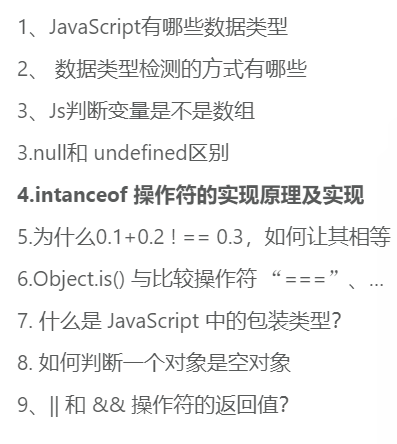 1、JavaScript有哪些数据类型
2、 数据类型检测的方式有哪些
3、Js判断变量是不是数组
3.null和 undefined区别
4.intanceof 操作符的实现原理及实现
5.为什么0.1+0.2 ! == 0.3，如何让其相等
6.Object.is() 与比较操作符 “===”、...
7. 什么是 JavaScript 中的包装类型？
8. 如何判断一个对象是空对象
9、|| 和 && 操作符的返回值？